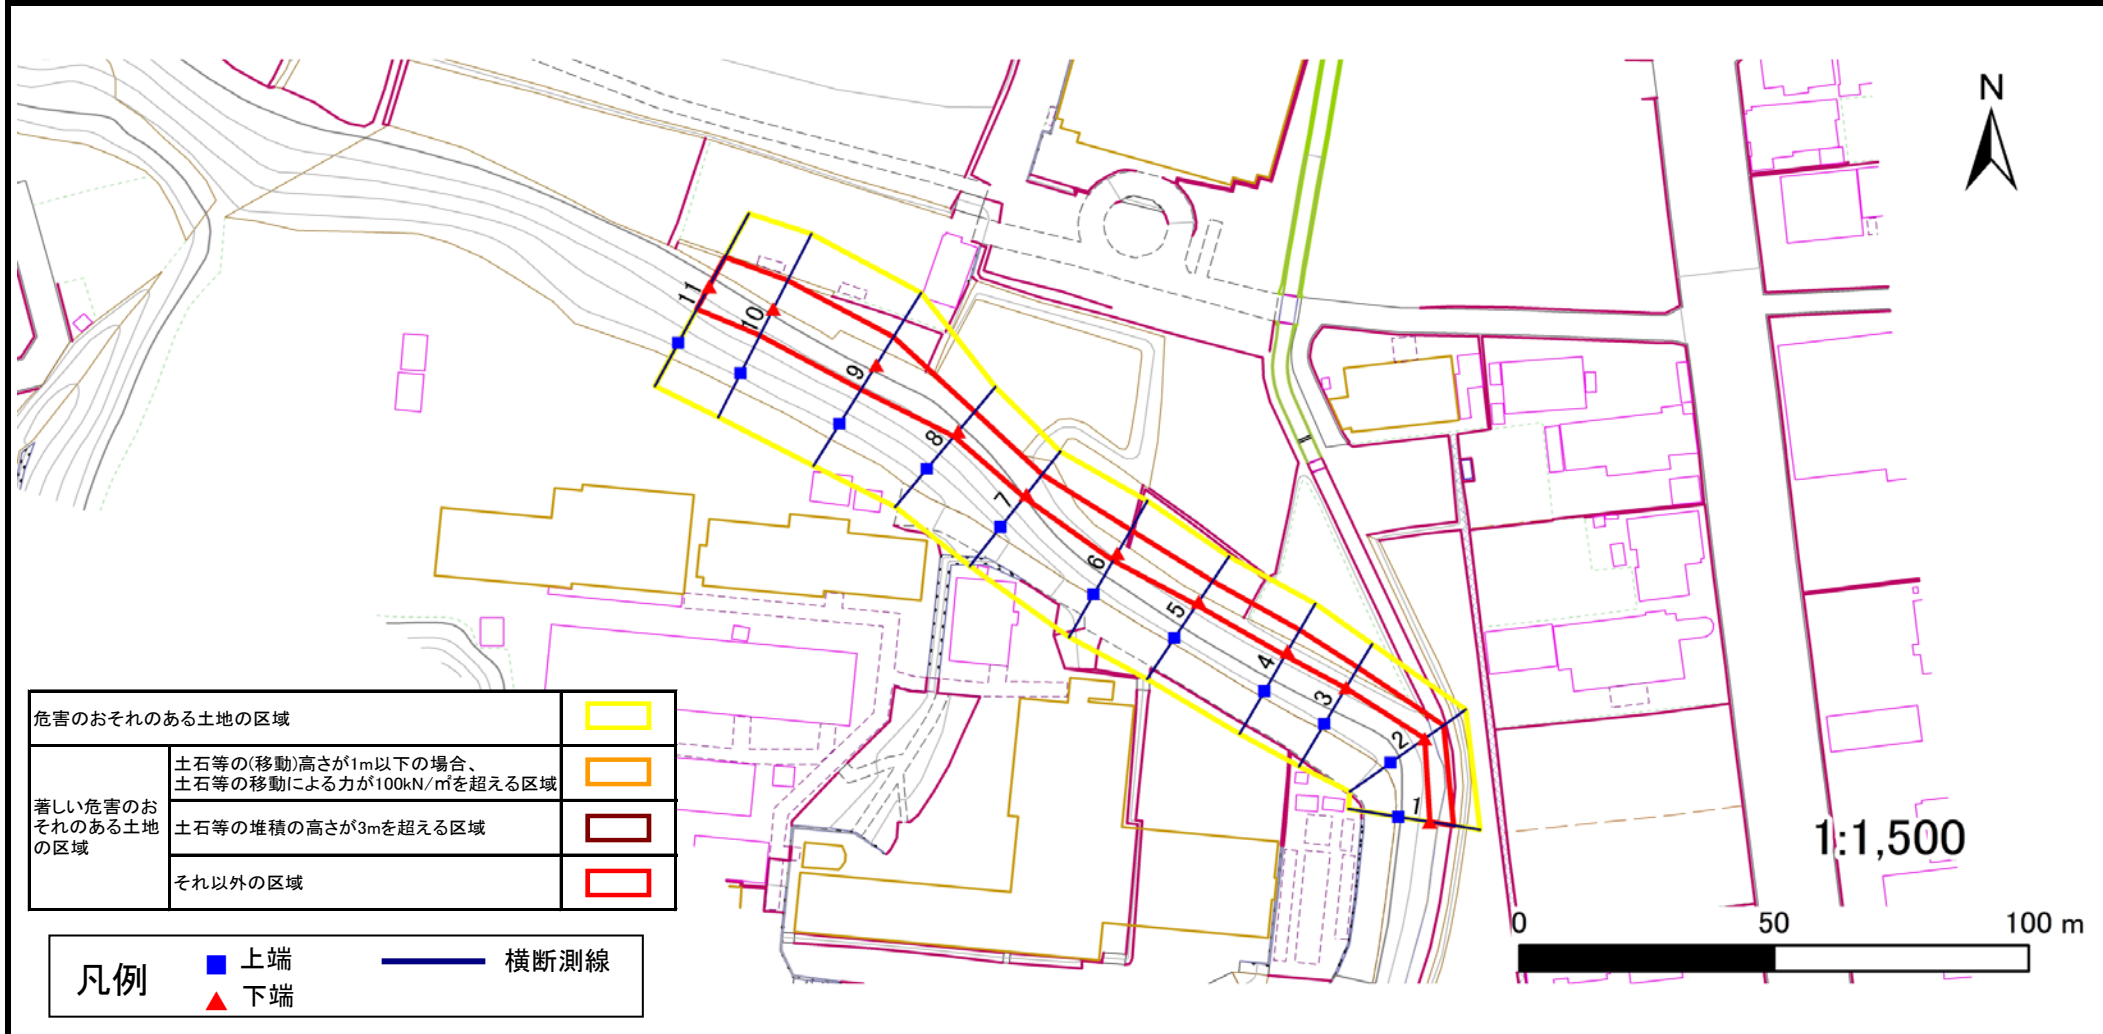 N
11
10
9
8
7
6
5
4
3
2
1
危害のおそれのある土地の区域
著しい危害のお
それのある土地
の区域
土石等の(移動)高さが1m以下の場合、
土石等の移動による力が100kN/㎡を超える区域
土石等の堆積の高さが3mを超える区域
それ以外の区域
凡例
上端
下端
横断測線
1:1,500
0 50 100 m